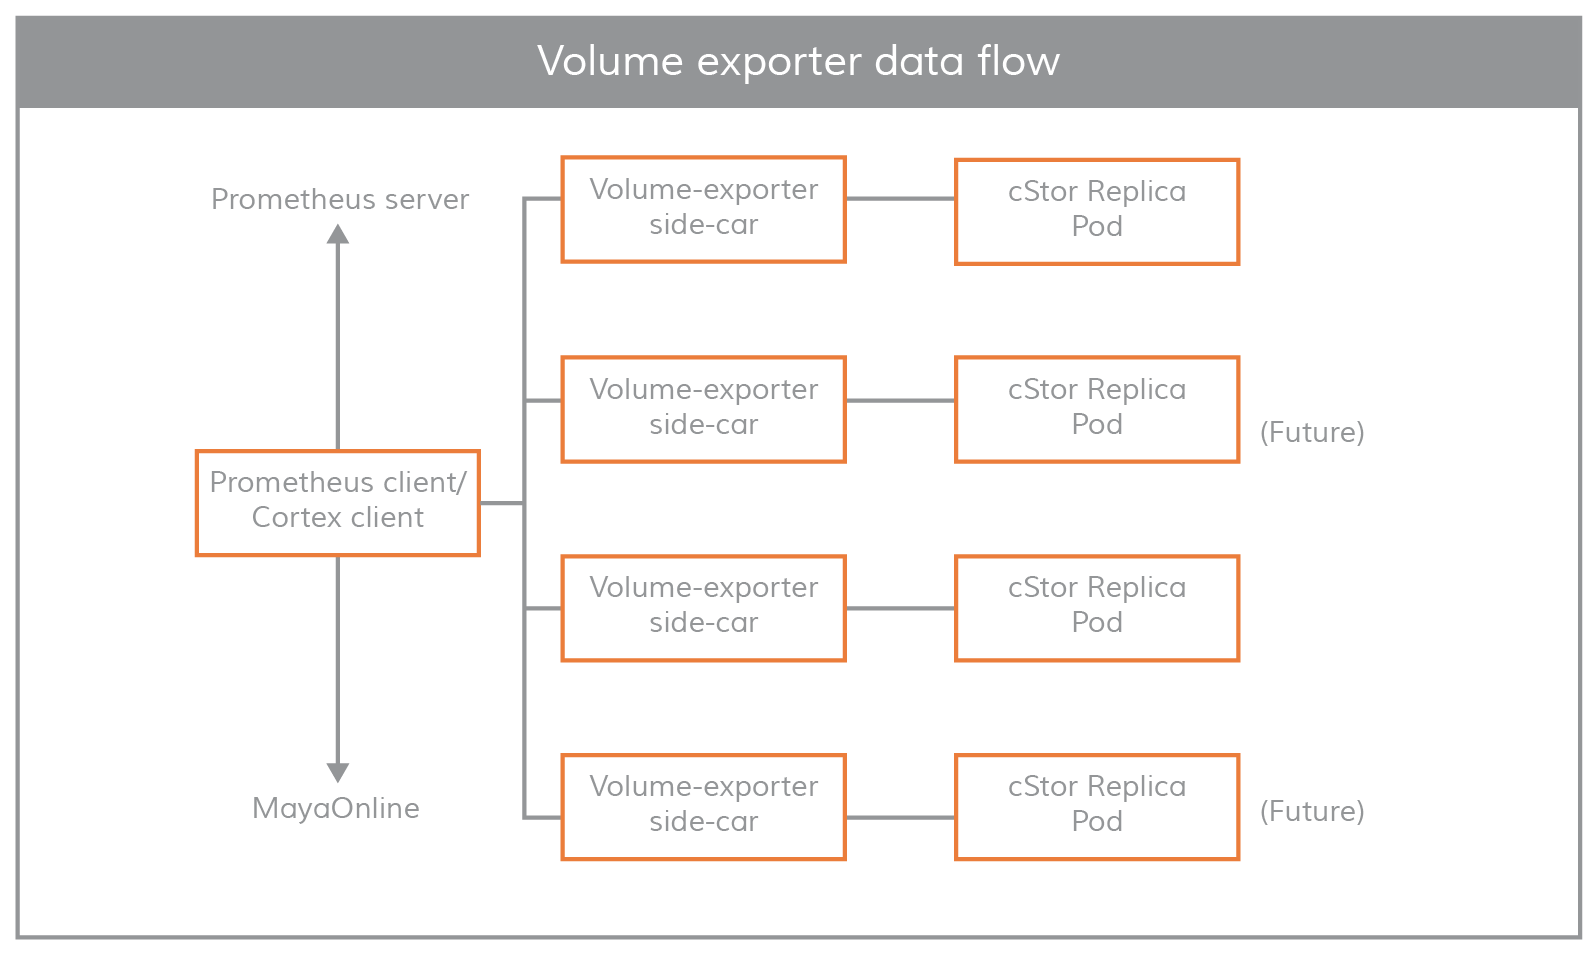 Volume exporter data flow
Prometheus server
Volume-exporter
side-car
cStor Replica
Pod
Volume-exporter
side-car
cStor Replica
Pod
(Future)
Prometheus client/
Cortex client
Volume-exporter
side-car
cStor Replica
Pod
MayaOnline
Volume-exporter
side-car
cStor Replica
Pod
(Future)